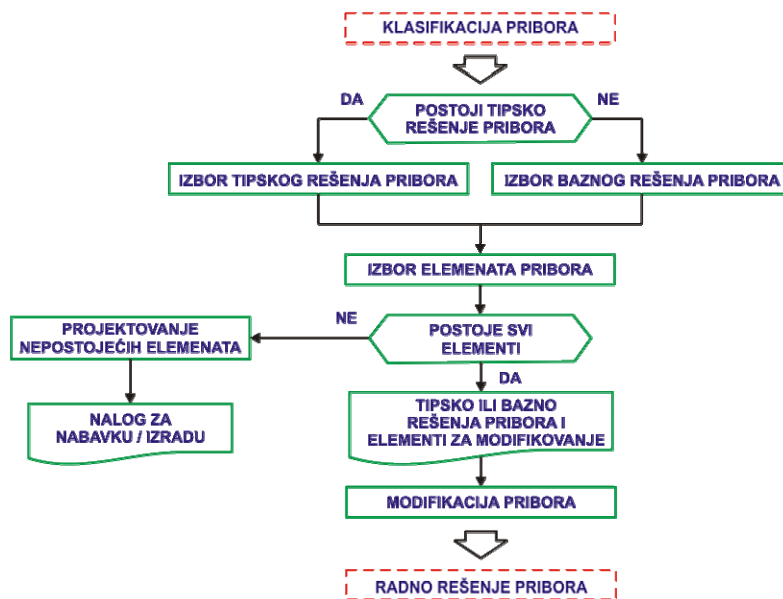 KLASIFIKACIJA PRIBORA
DA
POSTOJI TIPSKO
REŠENJE PRIBORA
NE
IZBOR TIPSKOG REŠENJA PRIBORA
IZBOR BAZNOG REŠENJA PRIBORA
IZBOR ELEMENATA PRIBORA
PROJEKTOVANJE
NEPOSTOJEĆIH ELEMENATA
NE
POSTOJE SVI
ELEMENTI
DA
NALOG ZA
NABAVKU / IZRADU
TIPSKO ILI BAZNO
REŠENJA PRIBORA I
ELEMENTI ZA MODIFIKOVANJE
MODIFIKACIJA PRIBORA
RADNO REŠENJE PRIBORA